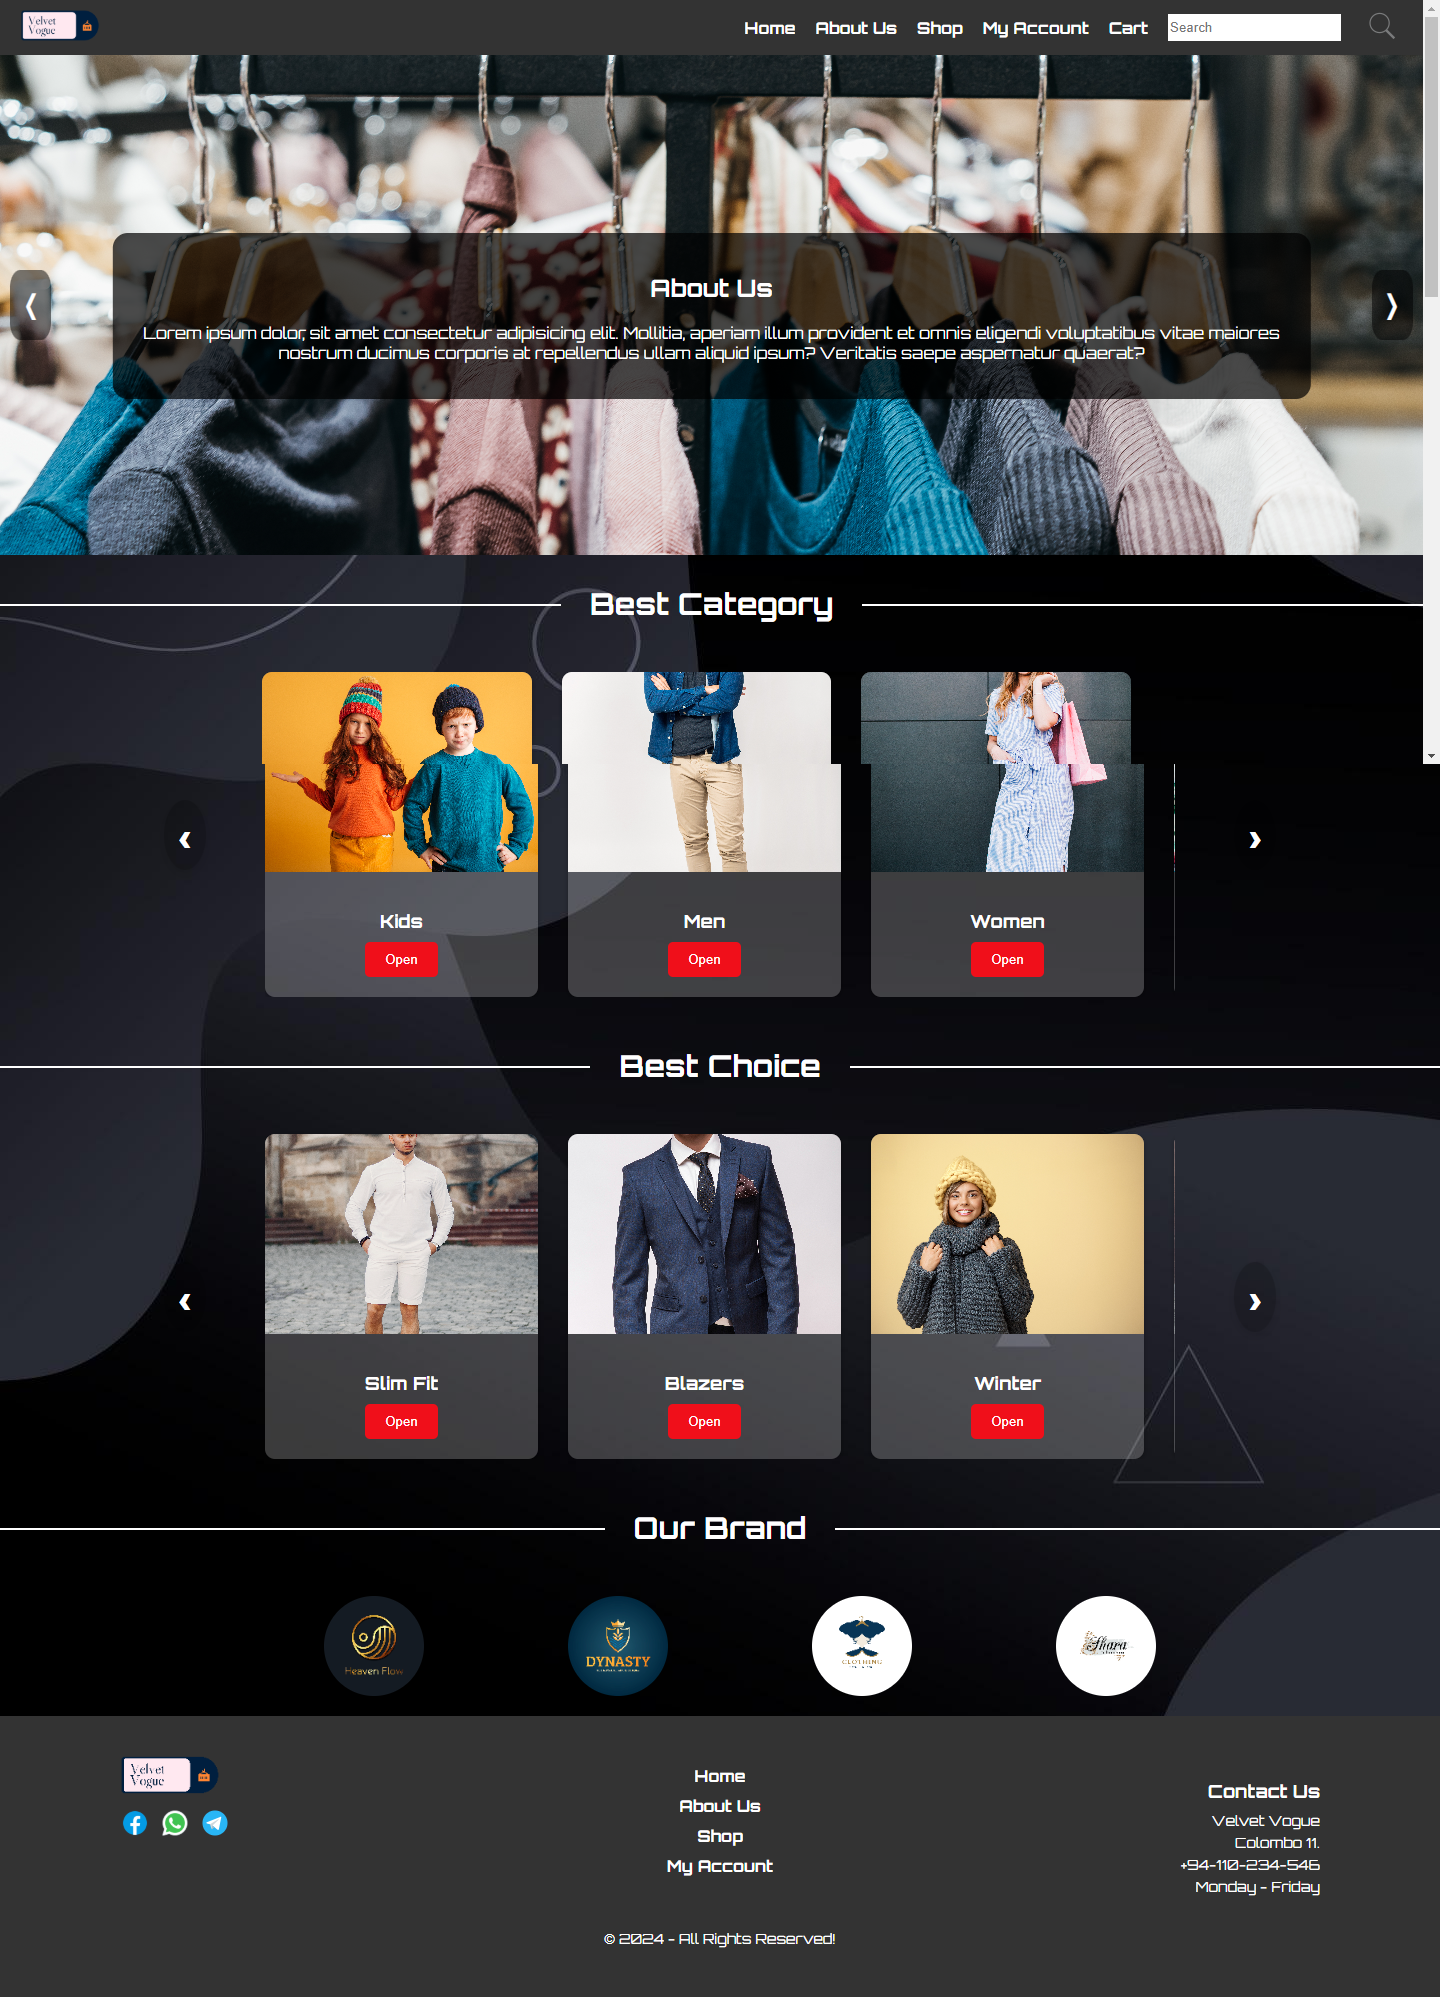 Velvet
Vogue
Home
About Us
Shop
My Account
Cart
Search
About Us
Lorem ipsum dolor, sit amet consectetur adipisicing elit. Mollitia, aperiam illum provident et omnis eligendi voluptatibus vitae maiores
nostrum ducimus corporis at repellendus ullam aliquid ipsum? Veritatis saepe aspernatur quaerat?
Best Category
Kids
Open
Men
Open
Women
Open
Best Choice
Slim Fit
Open
Blazers
Open
Winter
Open
Our Brand
Heaven Flow
DYNASTY
CLOTHING
Shara
Velvet
Vogue
Home
About Us
Shop
My Account
Contact Us
Velvet Vogue
Colombo 11.
+94-110-234-546
Monday - Friday
© 2024 - All Rights Reserved!